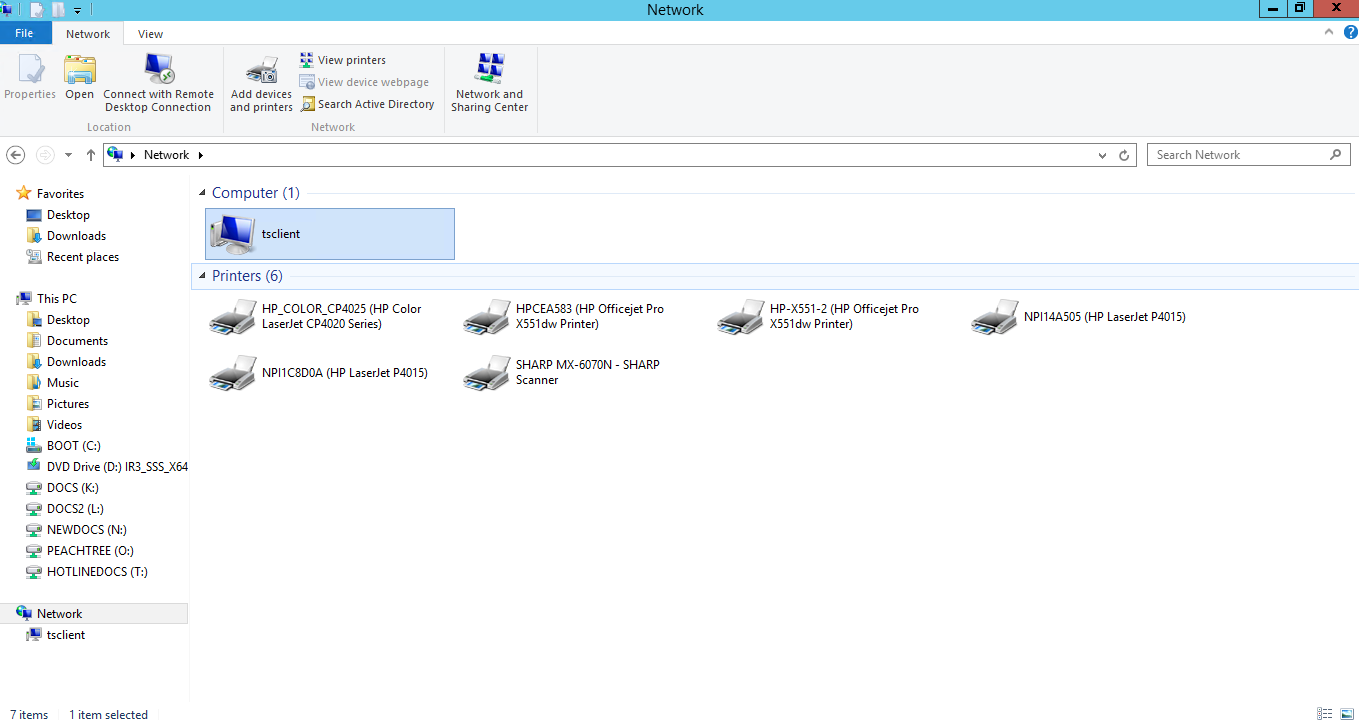 Network
File
Network
View
Properties
Open
Connect with Remote
Desktop Connection
Location
Add devices
and printers
View printers
View device webpage
Search Active Directory
Network
Network and
Sharing Center
Network
Search Network
Favorites
Desktop
Downloads
Recent places
This PC
Desktop
Documents
Downloads
Music
Pictures
Videos
BOOT (C:)
DVD Drive (D:) IR3_SSS_X64
DOCS (K:)
DOCS2 (L:)
NEWDOCS (N:)
PEACHTREE (O:)
HOTLINEDOCS (T:)
Network
tsclient
Computer (1)
tsclient
Printers (6)
HP_COLOR_CP4025 (HP Color
LaserJet CP4020 Series)
HPCEA583 (HP Officejet Pro
X551dw Printer)
HP-X551-2 (HP Officejet Pro
X551dw Printer)
NPI14A505 (HP LaserJet P4015)
NPI1C8D0A (HP LaserJet P4015)
SHARP MX-6070N - SHARP
Scanner
7 items
1 item selected